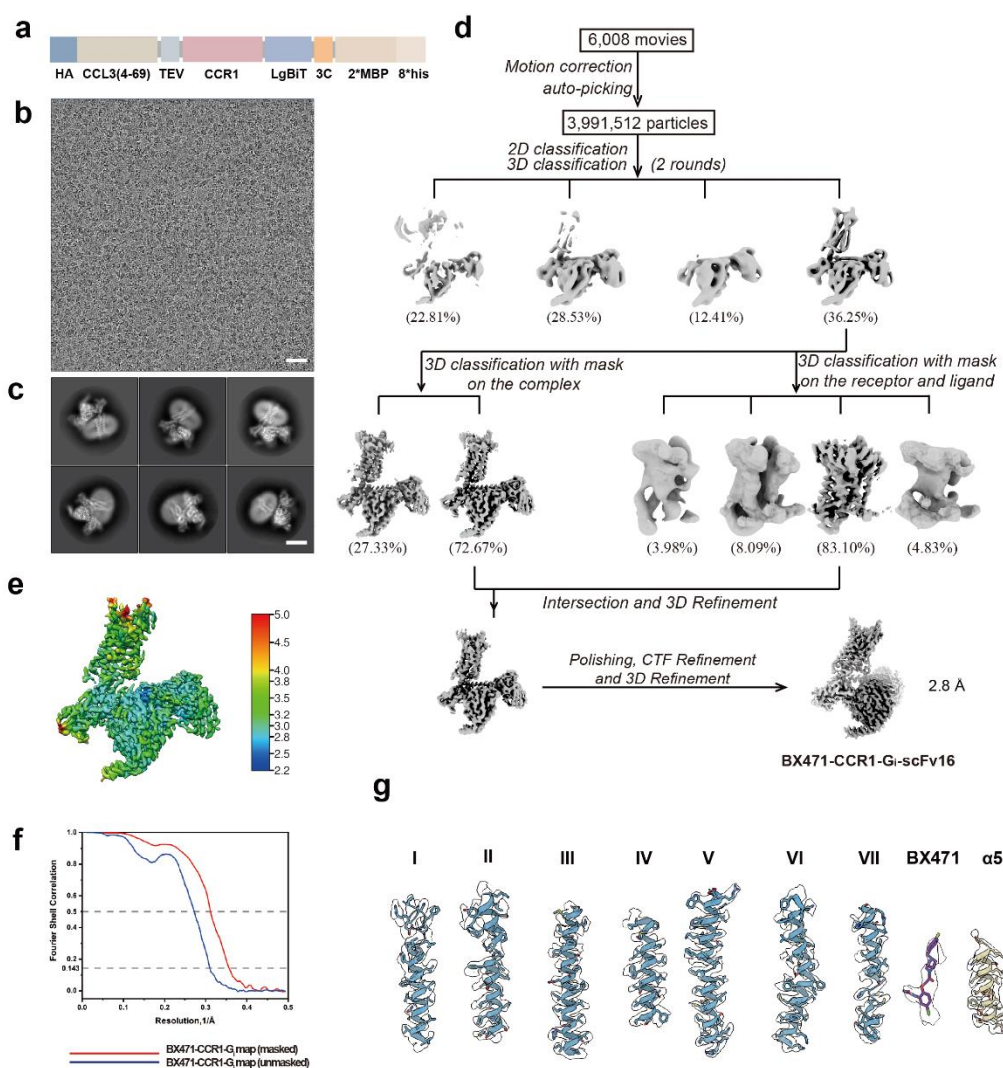 a
HA CCL3(4-69) TEV CCR1 LgBiT 3C 2*MBP 8*his
b
c
d
6,008 movies
Motion correction
auto-picking
3,991,512 particles
2D classification
3D classification (2 rounds)
(22.81%) (28.53%) (12.41%) (36.25%)
3D classification with mask
on the complex
3D classification with mask
on the receptor and ligand
(27.33%) (72.67%) (3.98%) (8.09%) (83.10%) (4.83%)
Intersection and 3D Refinement
Polishing, CTF Refinement
and 3D Refinement
2.8 Å
BX471-CCR1-Gi-scFv16
e
5.0
4.5
4.0
3.8
3.5
3.2
3.0
2.8
2.5
2.2
f
Fourier Shell Correlation
1.0
0.8
0.6
0.5
0.4
0.2
0.143
0.0
0.0 0.1 0.2 0.3 0.4 0.5
Resolution,1/Å
BX471-CCR1-Gi map (masked)
BX471-CCR1-Gi map (unmasked)
g
I II III IV V VI VII BX471 α5